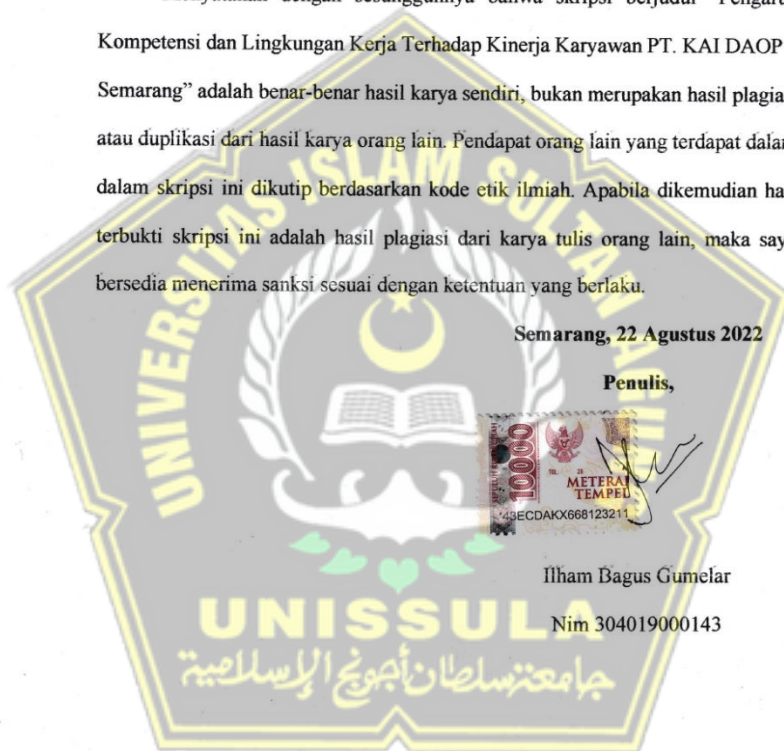 Kompetensi dan Lingkungan Kerja Terhadap Kinerja Karyawan PT. KAI DAOP
Semarang” adalah benar-benar hasil karya sendiri, bukan merupakan hasil plagia
atau duplikasi dari hasil karya orang lain. Pendapat orang lain yang terdapat dala
dalam skripsi ini dikutip berdasarkan kode etik ilmiah. Apabila dikemudian ha
terbukti skripsi ini adalah hasil plagiasi dari karya tulis orang lain, maka say
bersedia menerima sanksi sesuai dengan ketentuan yang berlaku.
Semarang, 22 Agustus 2022
Penulis,
10000
TGL. 20
METERAI
TEMPEL
43ECDAKX668123211
Ilham Bagus Gumelar
Nim 304019000143
UNIVERSITAS ISLAM SULTAN AGUNG
UNISSULA
جامعة سلطان أجونج الإسلامية